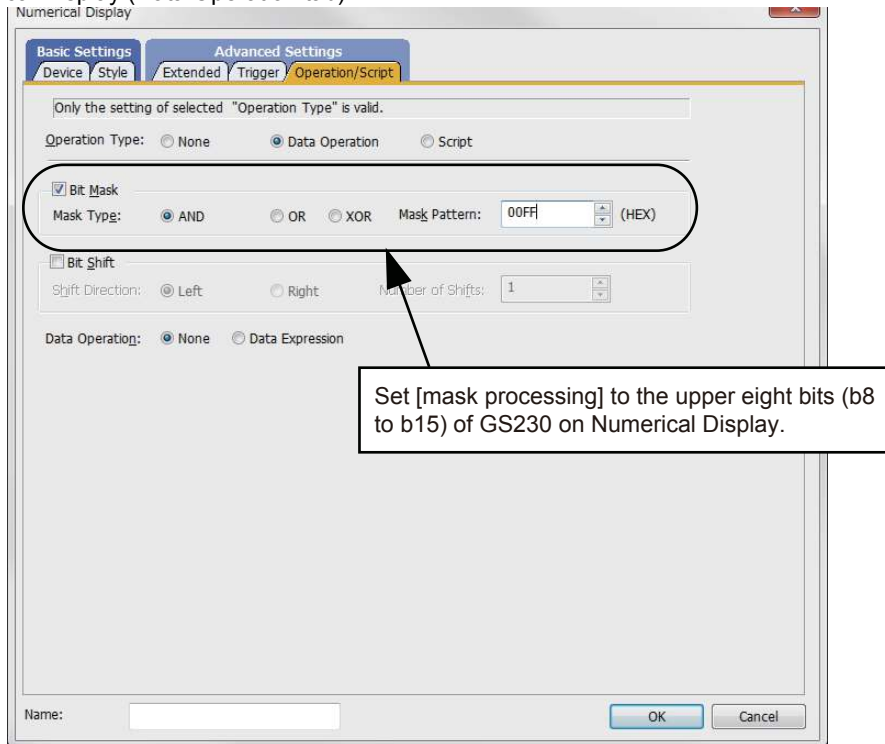 Numerical Display
Basic Settings Advanced Settings
Device Style Extended Trigger Operation/Script
Only the setting of selected "Operation Type" is valid.
Operation Type: None Data Operation Script
Bit Mask
Mask Type: AND OR XOR Mask Pattern: 00FF (HEX)
Bit Shift
Shift Direction: Left Right Number of Shifts: 1
Data Operation: None Data Expression
Set [mask processing] to the upper eight bits (b8
to b15) of GS230 on Numerical Display.
Name: OK Cancel